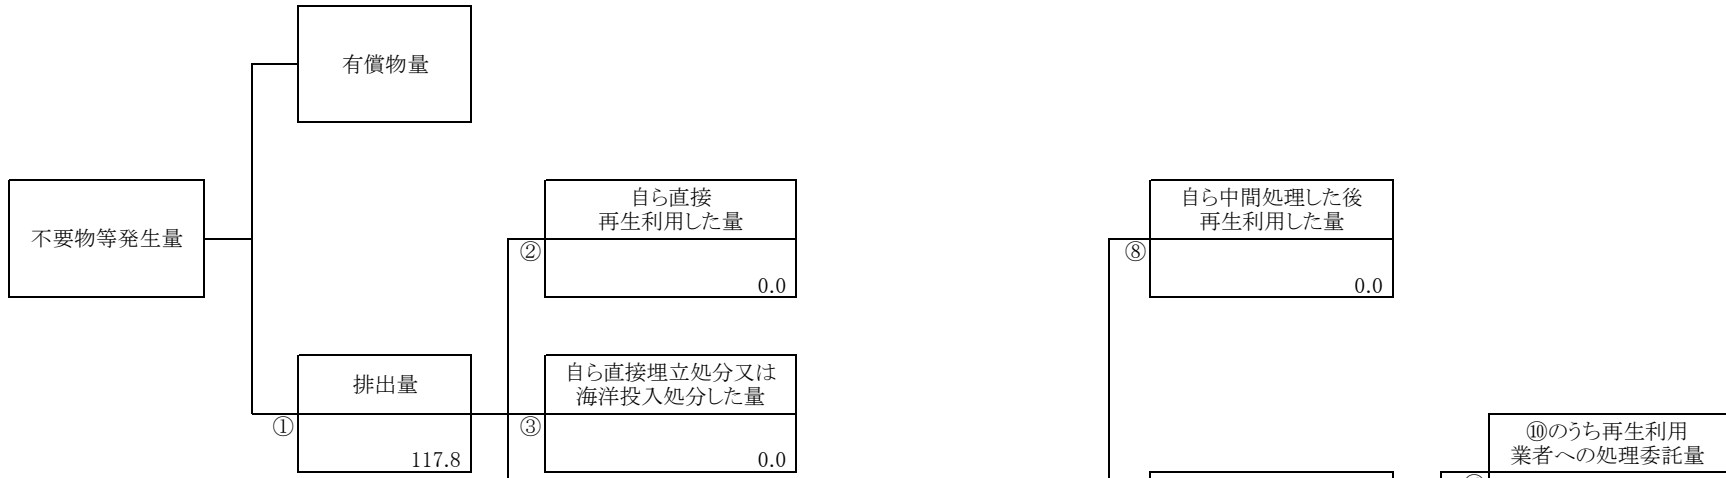 有償物量
不要物等発生量
自ら直接
再生利用した量
②
0.0
自ら中間処理した後
再生利用した量
⑧
0.0
排出量
①
117.8
自ら直接埋立処分又は
海洋投入処分した量
③
0.0
⑩のうち再生利用
業者への処理委託量